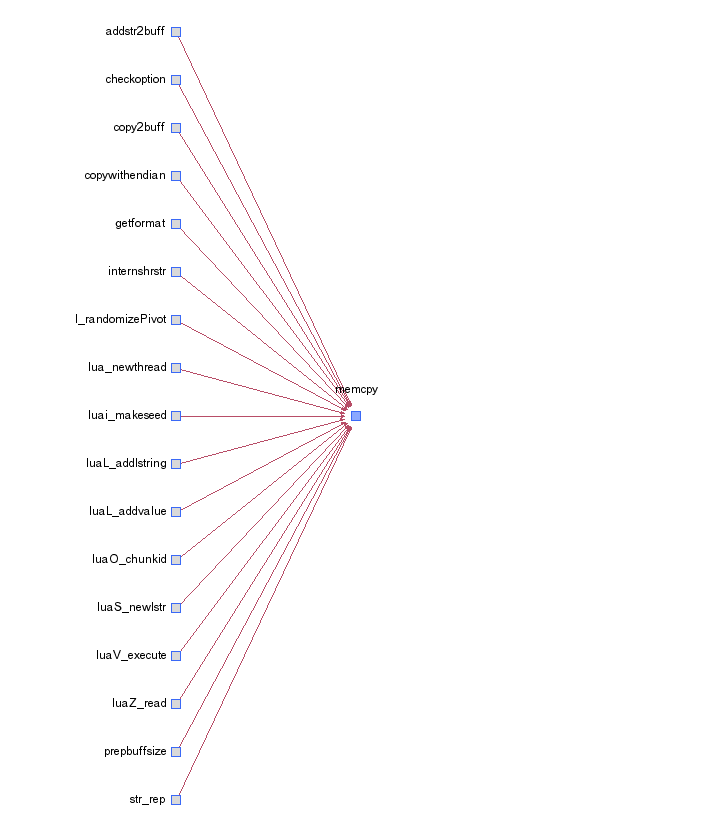 addstr2buff
checkoption
copy2buff
copywithendian
getformat
internshrstr
l_randomizePivot
lua_newthread
memcpy
luai_makeseed
luaL_addlstring
luaL_addvalue
luaO_chunkid
luaS_newlstr
luaV_execute
luaZ_read
prepbuffsize
str_rep